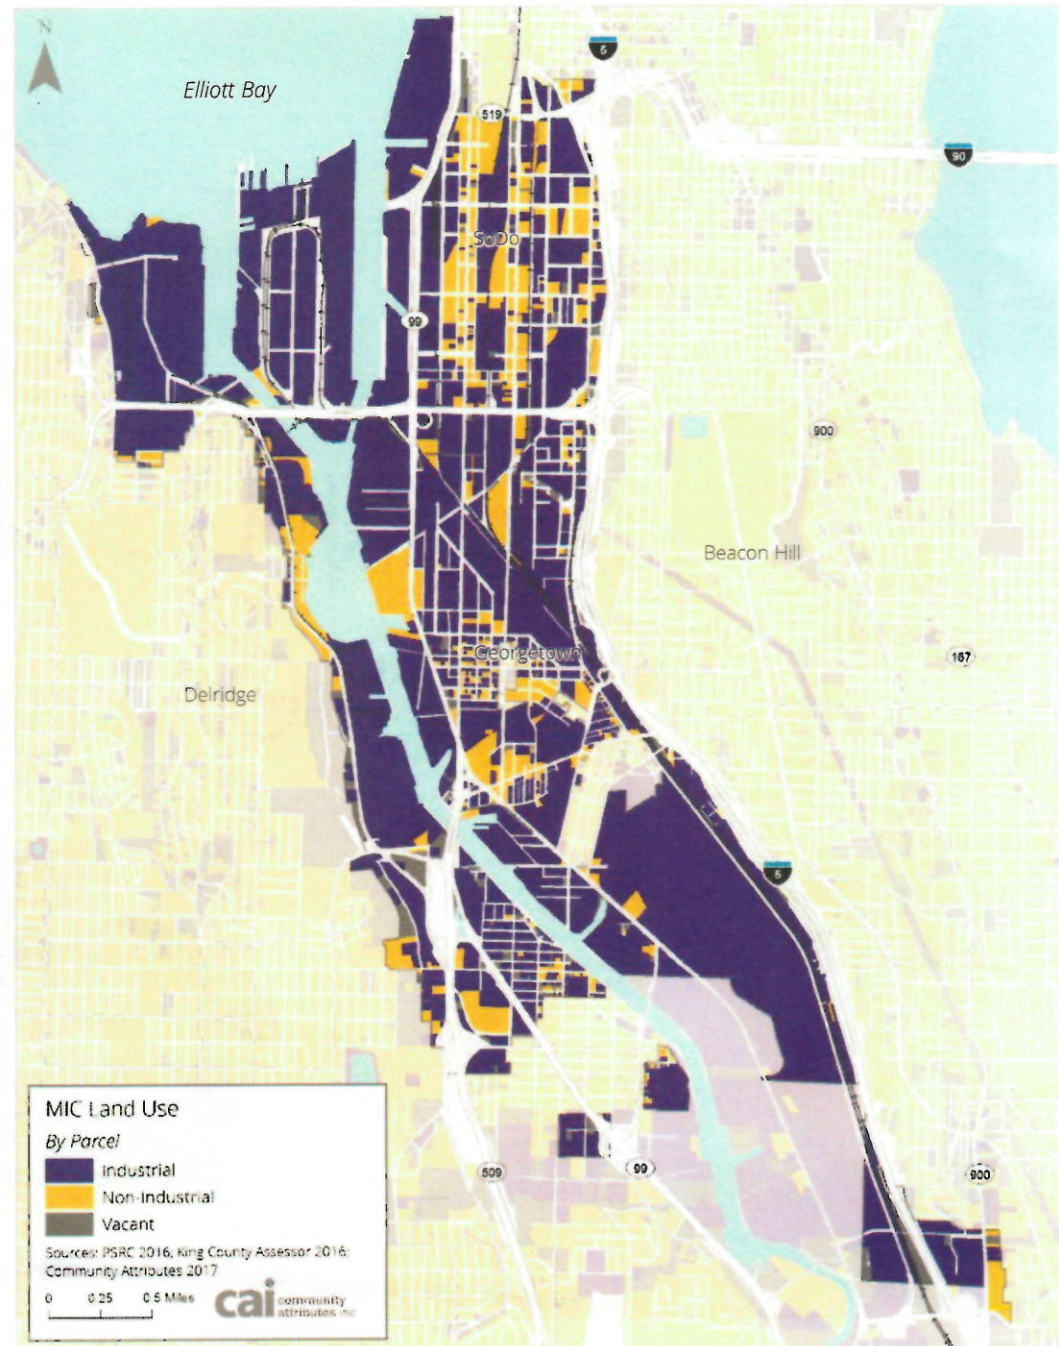 N
Elliott Bay
5
519
90
SoDo
99
900
Beacon Hill
167
Georgetown
Delridge
5
509
99
900
MIC Land Use
By Parcel
Industrial
Non-Industrial
Vacant
Sources: PSRC 2016; King County Assessor 2016;
Community Attributes 2017
0 0.25 0.5 Miles
cai community
attributes inc